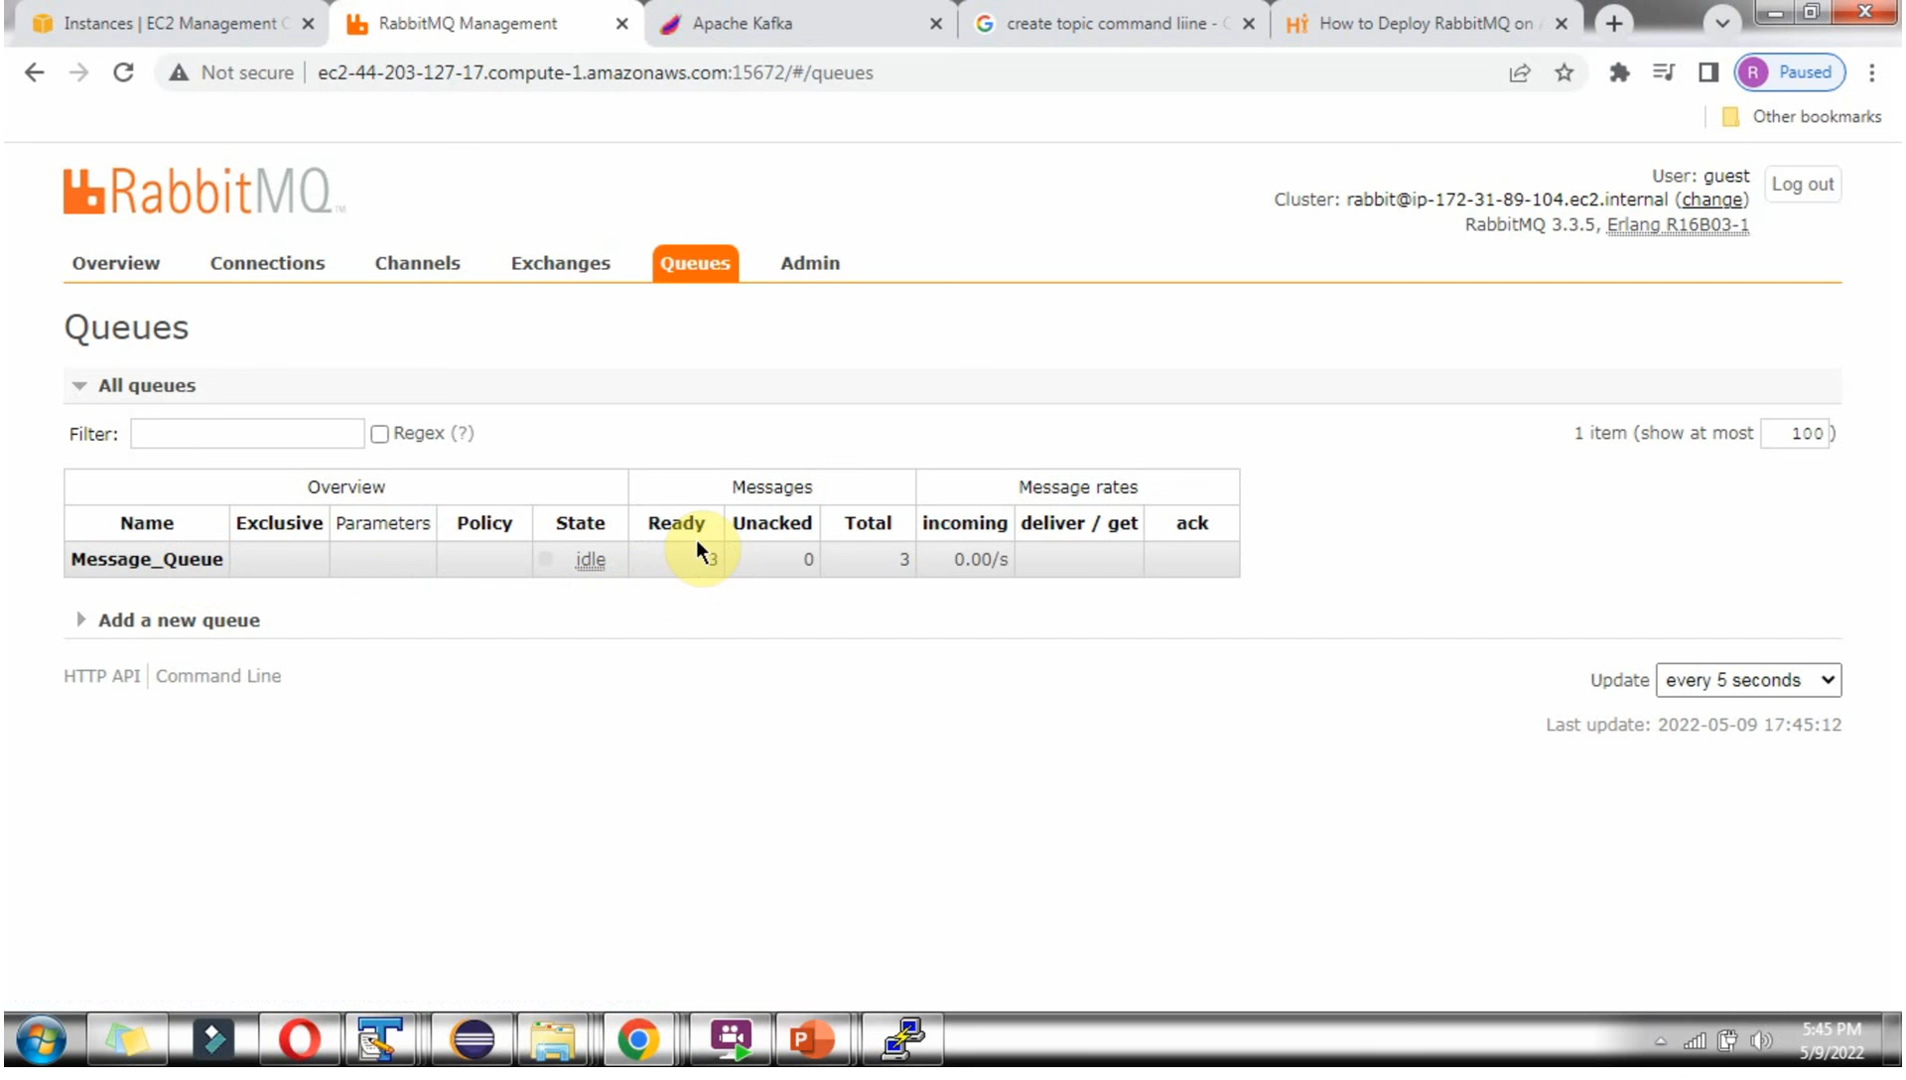 Instances | EC2 Management C
RabbitMQ Management
Apache Kafka
create topic command liine - G
How to Deploy RabbitMQ on A
Not secure
ec2-44-203-127-17.compute-1.amazonaws.com:15672/#/queues
R Paused
Other bookmarks
RabbitMQ TM
User: guest
Log out
Cluster: rabbit@ip-172-31-89-104.ec2.internal (change)
RabbitMQ 3.3.5, Erlang R16B03-1
Overview Connections Channels Exchanges Queues Admin
Queues
All queues
Filter: Regex (?)
1 item (show at most 100 )
Overview Messages Message rates
Name Exclusive Parameters Policy State Ready Unacked Total incoming deliver / get ack
Message_Queue idle 3 0 3 0.00/s
Add a new queue
HTTP API Command Line
Update every 5 seconds
Last update: 2022-05-09 17:45:12
5:45 PM
5/9/2022